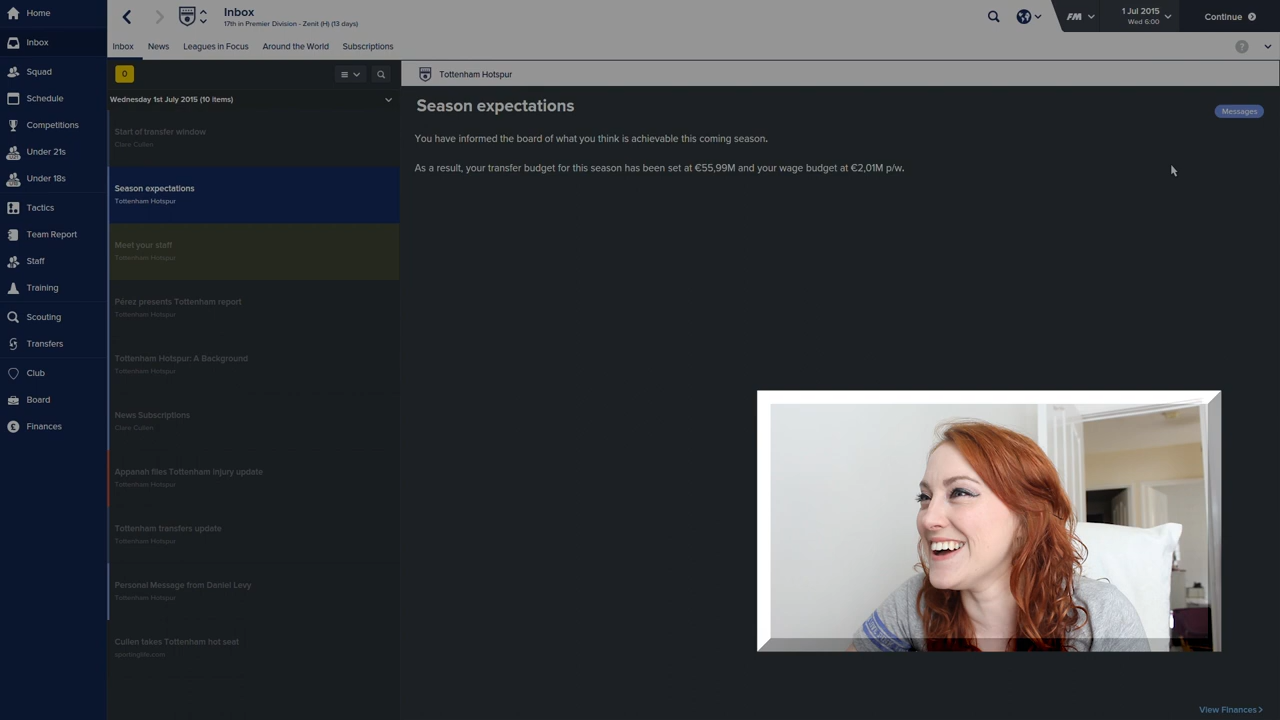 Home
Inbox
Squad
Schedule
Competitions
Under 21s
Under 18s
Tactics
Team Report
Staff
Training
Scouting
Transfers
Club
Board
Finances
Inbox
17th in Premier Division - Zenit (H) (13 days)
FM
1 Jul 2015
Wed 6:00
Continue
Inbox
News
Leagues in Focus
Around the World
Subscriptions
?
0
Wednesday 1st July 2015 (10 items)
Start of transfer window
Clare Cullen
Season expectations
Tottenham Hotspur
Meet your staff
Tottenham Hotspur
Pérez presents Tottenham report
Tottenham Hotspur
Tottenham Hotspur: A Background
Tottenham Hotspur
News Subscriptions
Clare Cullen
Appanah files Tottenham injury update
Tottenham Hotspur
Tottenham transfers update
Tottenham Hotspur
Personal Message from Daniel Levy
Tottenham Hotspur
Cullen takes Tottenham hot seat
sportinglife.com
Tottenham Hotspur
Season expectations
Messages
You have informed the board of what you think is achievable this coming season.
As a result, your transfer budget for this season has been set at €55,99M and your wage budget at €2,01M p/w.
View Finances >